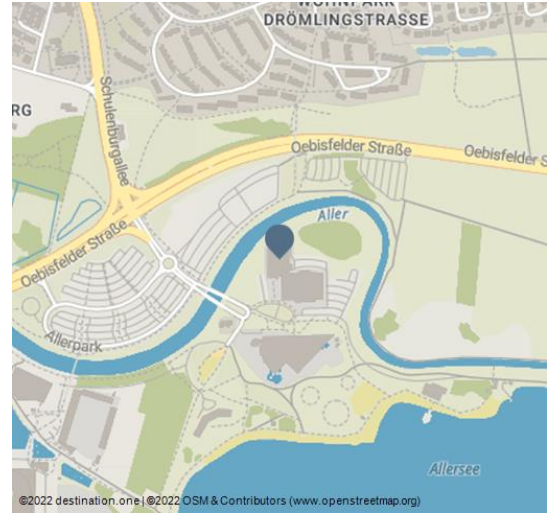 WOHNPARK
DRÖMLINGSTRASSE
RG
Schulenburgallee
Oebisfelder Straße
Oebisfelder S
Aller
Oebisfelder Straße
Allerpark
Allersee
©2022 destination.one | ©2022 OSM & Contributors (www.openstreetmap.org)